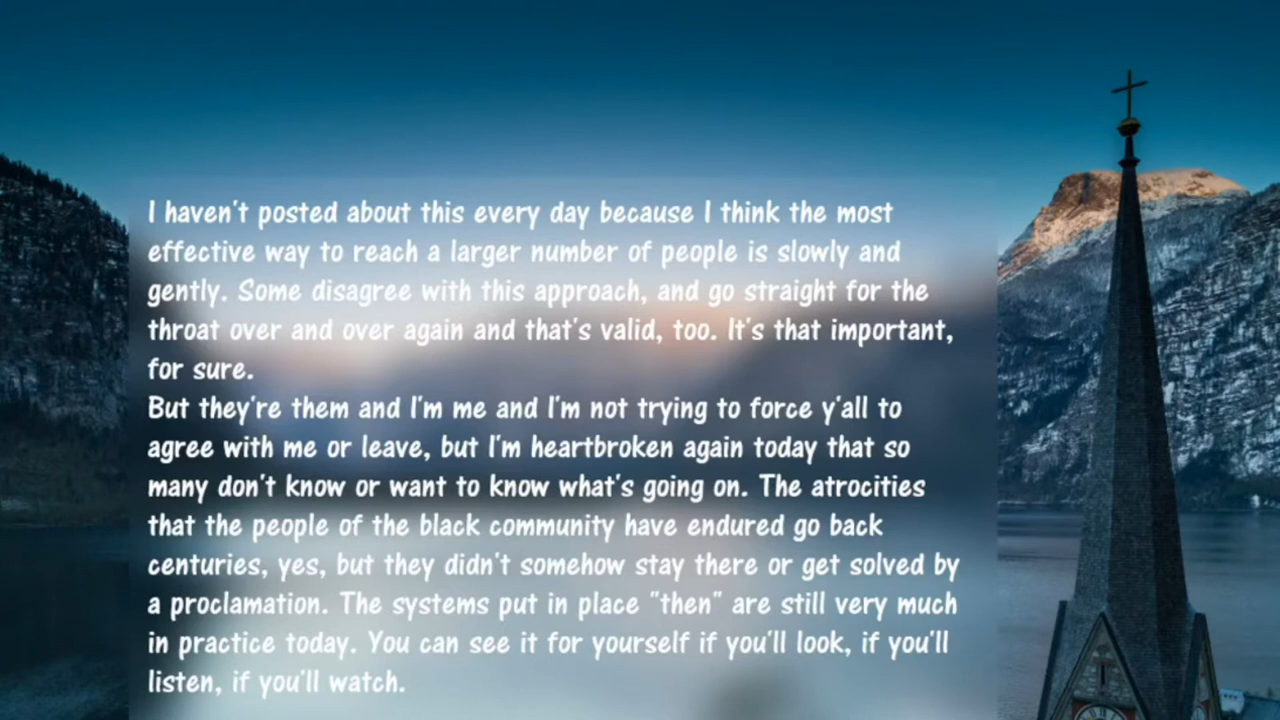 I haven't posted about this every day because I think the most
effective way to reach a larger number of people is slowly and
gently. Some disagree with this approach, and go straight for the
throat over and over again and that's valid, too. It's that important,
for sure.
But they're them and I'm me and I'm not trying to force y'all to
agree with me or leave, but I'm heartbroken again today that so
many don't know or want to know what's going on. The atrocities
that the people of the black community have endured go back
centuries, yes, but they didn't somehow stay there or get solved by
a proclamation. The systems put in place "then" are still very much
in practice today. You can see it for yourself if you'll look, if you'll
listen, if you'll watch.